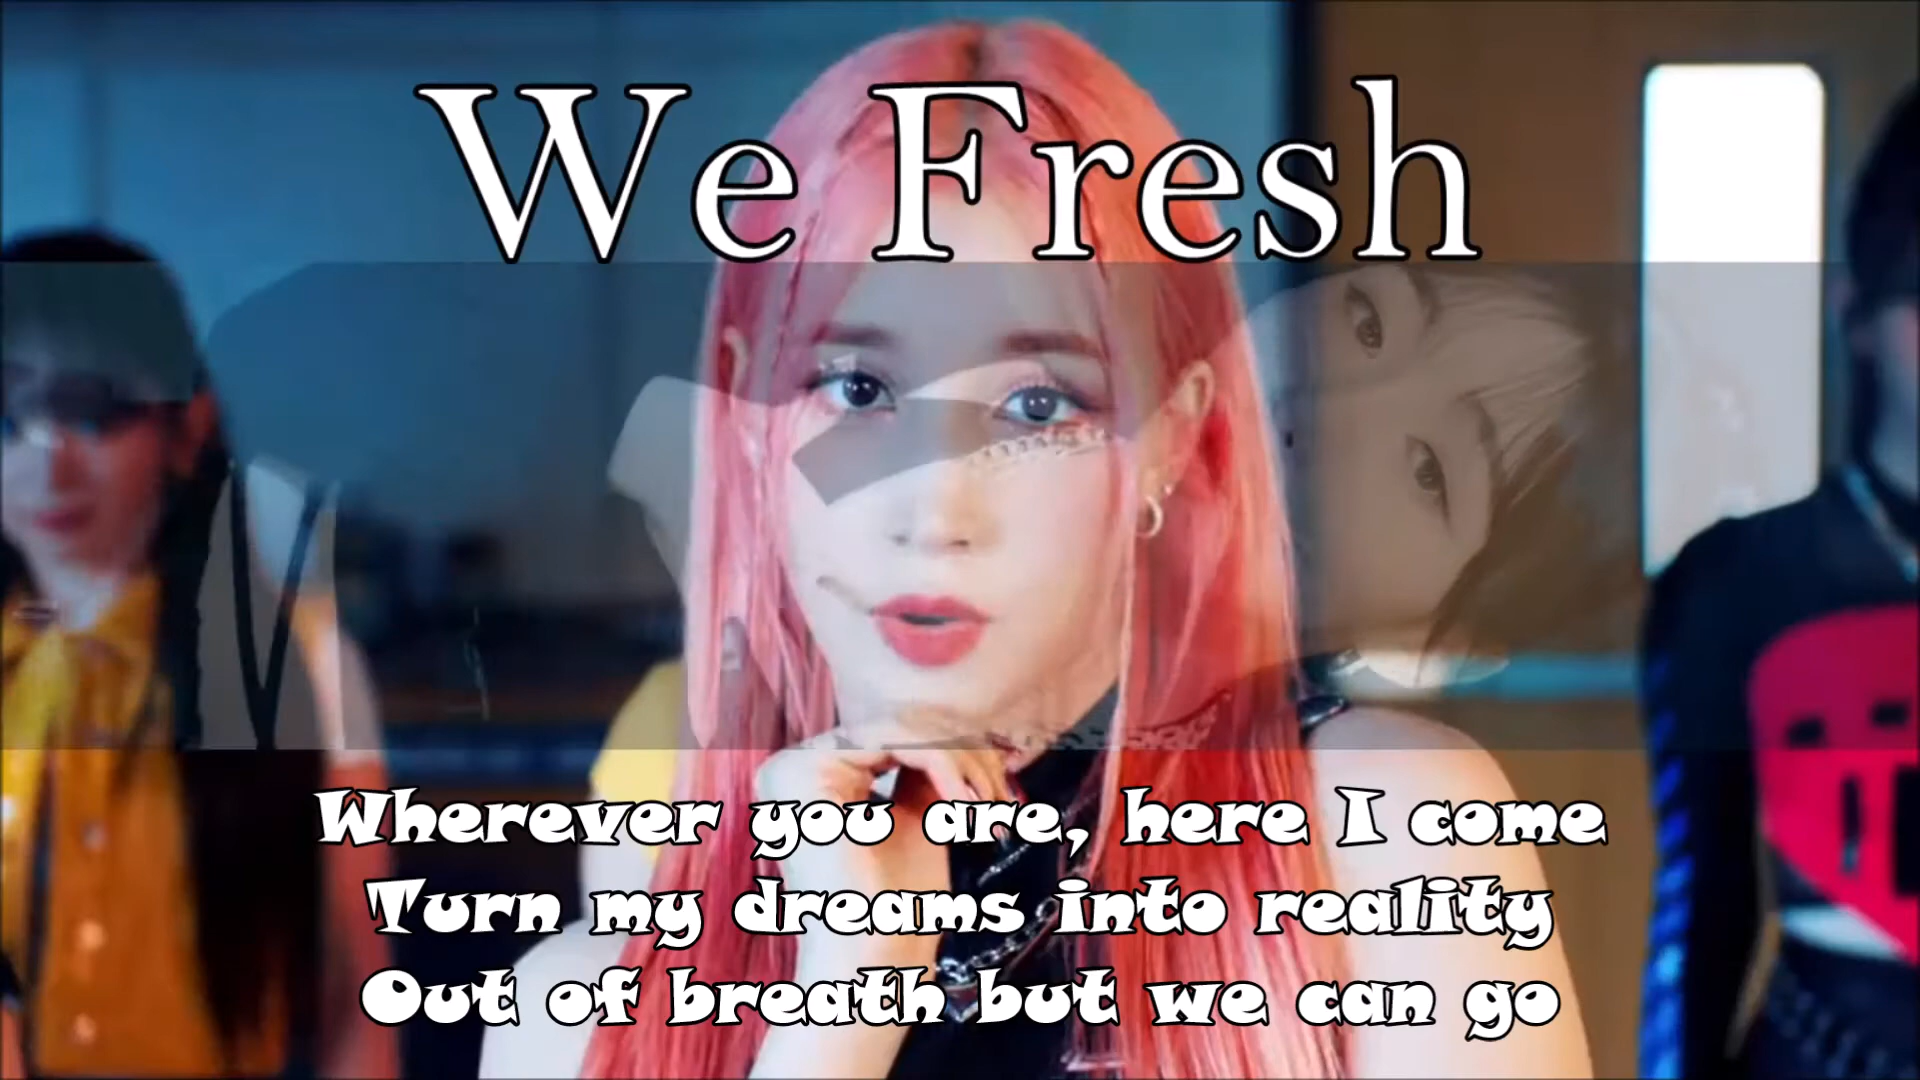 We Fresh
Wherever you are, here I come
Turn my dreams into reality
Out of breath but we can go